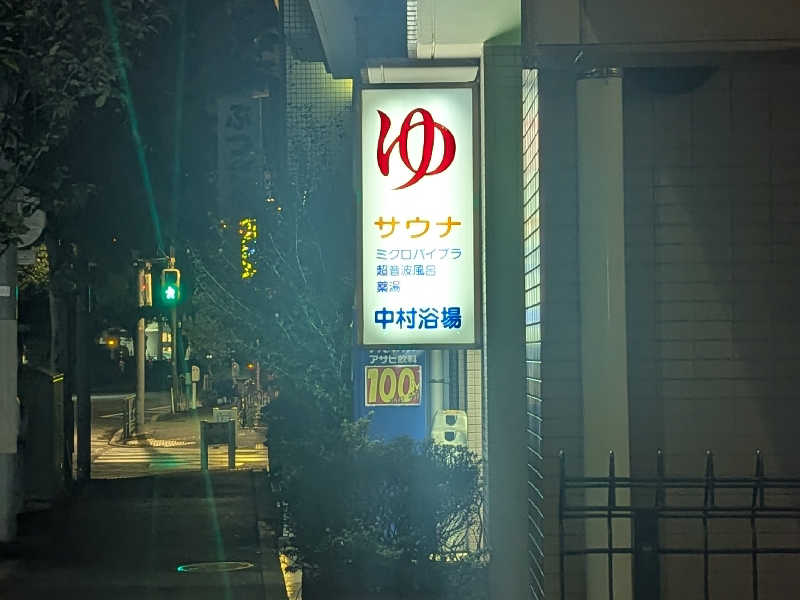 ゆ
サウナ
ミクロバイブラ
超音波風呂
薬湯
中村浴場
アサヒ飲料
100